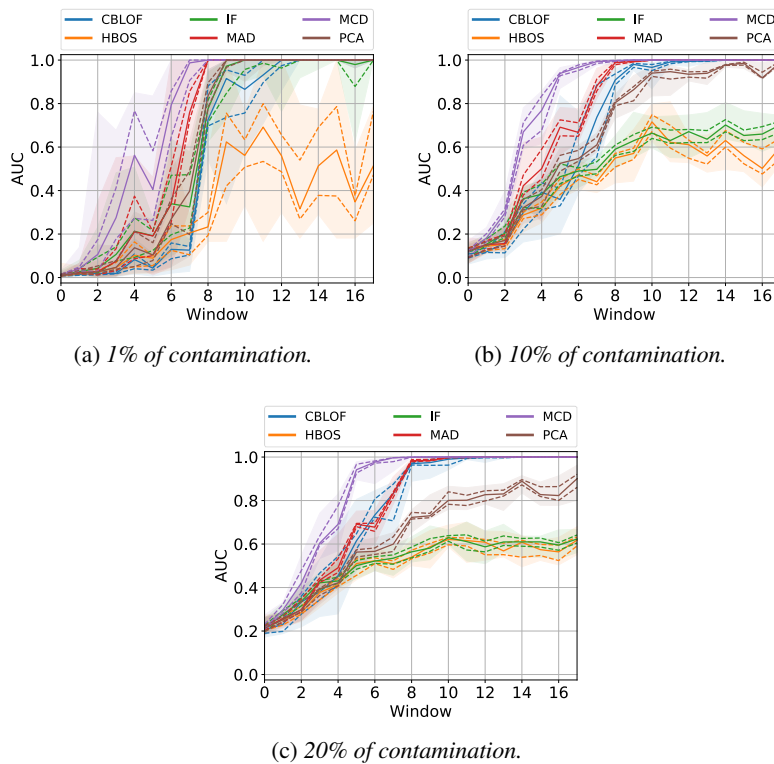 CBLOF IF MCD
HBOS MAD PCA
1.0
0.8
0.6
0.4
0.2
0.0
AUC
0 2 4 6 8 10 12 14 16
Window
(a) 1% of contamination.
CBLOF IF MCD
HBOS MAD PCA
1.0
0.8
0.6
0.4
0.2
0.0
AUC
0 2 4 6 8 10 12 14 16
Window
(b) 10% of contamination.
CBLOF IF MCD
HBOS MAD PCA
1.0
0.8
0.6
0.4
0.2
0.0
AUC
0 2 4 6 8 10 12 14 16
Window
(c) 20% of contamination.